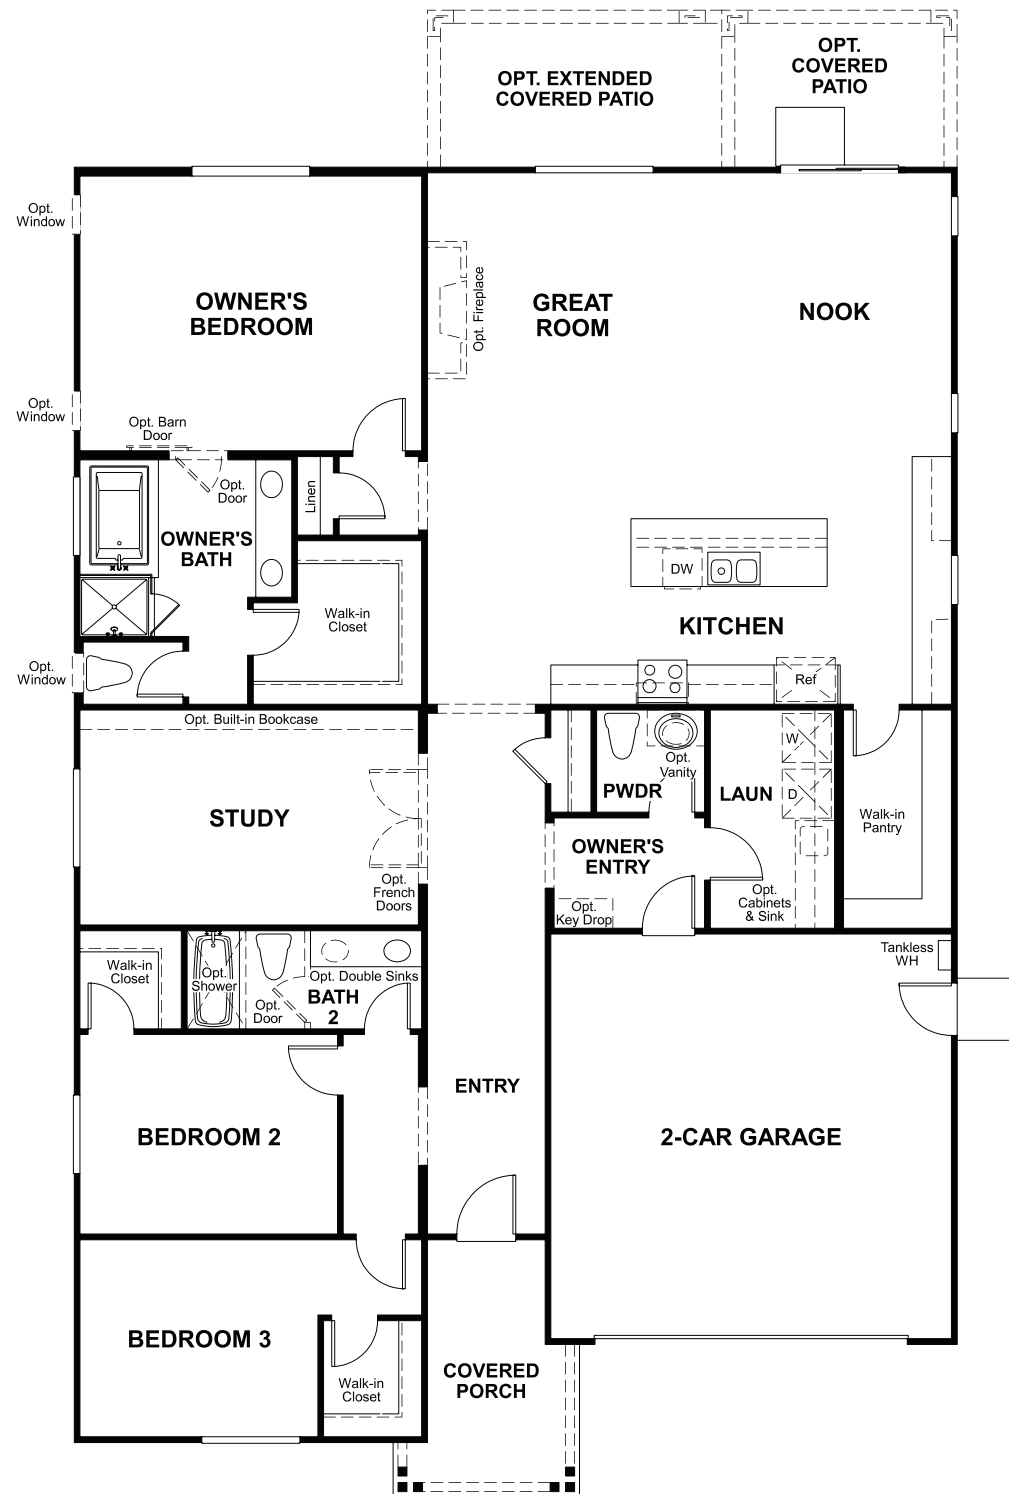 OPT. EXTENDED
COVERED PATIO
OPT.
COVERED
PATIO
Opt.
Window
OWNER'S
BEDROOM
Opt. Fireplace
GREAT
ROOM
NOOK
Opt.
Window
Opt. Barn
Door
Opt.
Door
Linen
OWNER'S
BATH
DW
Walk-in
Closet
KITCHEN
Opt.
Window
Ref
Opt. Built-in Bookcase
W
Opt.
Vanity
PWDR
LAUN
D
STUDY
Walk-in
Pantry
OWNER'S
ENTRY
Opt.
French
Doors
Opt.
Key Drop
Opt.
Cabinets
& Sink
Tankless
WH
Walk-in
Closet
Opt.
Shower
Opt. Double Sinks
Opt.
Door
BATH
2
ENTRY
BEDROOM 2
2-CAR GARAGE
BEDROOM 3
Walk-in
Closet
COVERED
PORCH